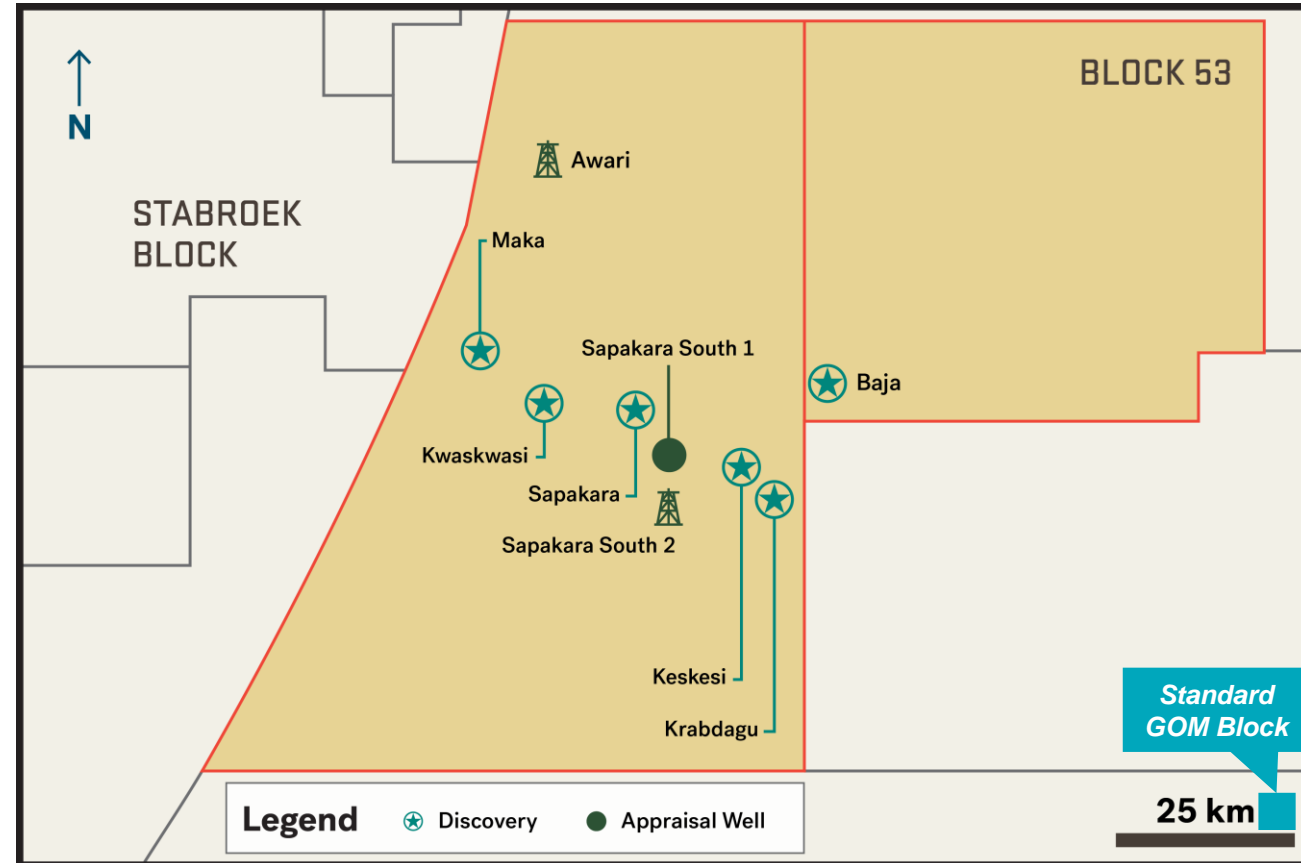 BLOCK 53
N
Awari
STABROEK
BLOCK
Maka
Sapakara South 1
Baja
Kwaskwasi
Sapakara
Sapakara South 2
Keskesi
Krabdagu
Standard
GOM Block
Legend
Discovery
Appraisal Well
25 km